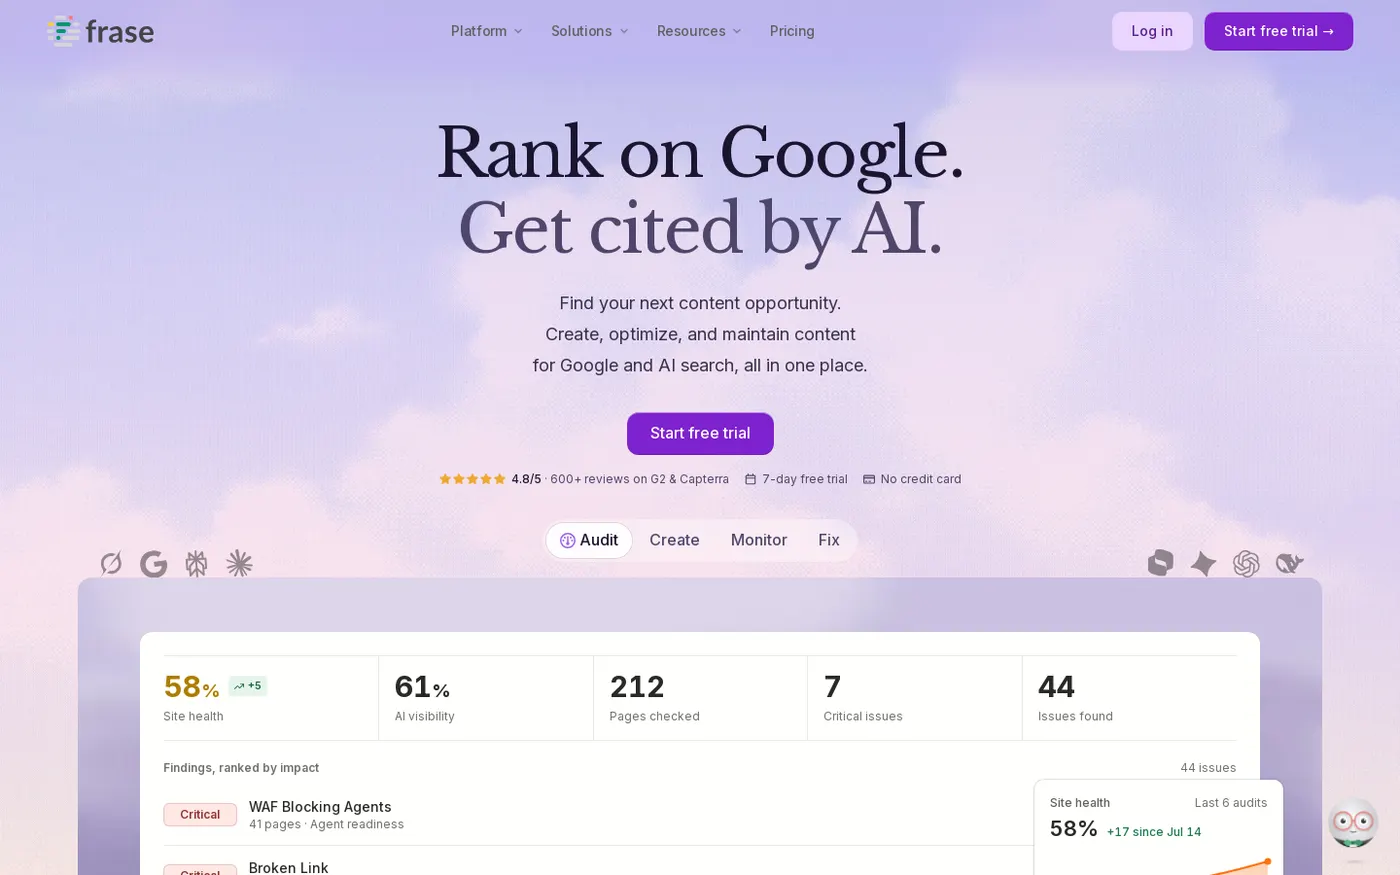 frase
Platform
Solutions
Resources
Pricing
Log in
Start free trial →
Rank on Google.
Get cited by AI.
Find your next content opportunity.
Create, optimize, and maintain content
for Google and AI search, all in one place.
Start free trial
4.8/5 · 600+ reviews on G2 & Capterra
7-day free trial
No credit card
Audit
Create
Monitor
Fix
58% +5
Site health
61%
AI visibility
212
Pages checked
7
Critical issues
44
Issues found
Findings, ranked by impact
44 issues
Critical
WAF Blocking Agents
41 pages · Agent readiness
Critical
Broken Link
Site health
Last 6 audits
58% +17 since Jul 14